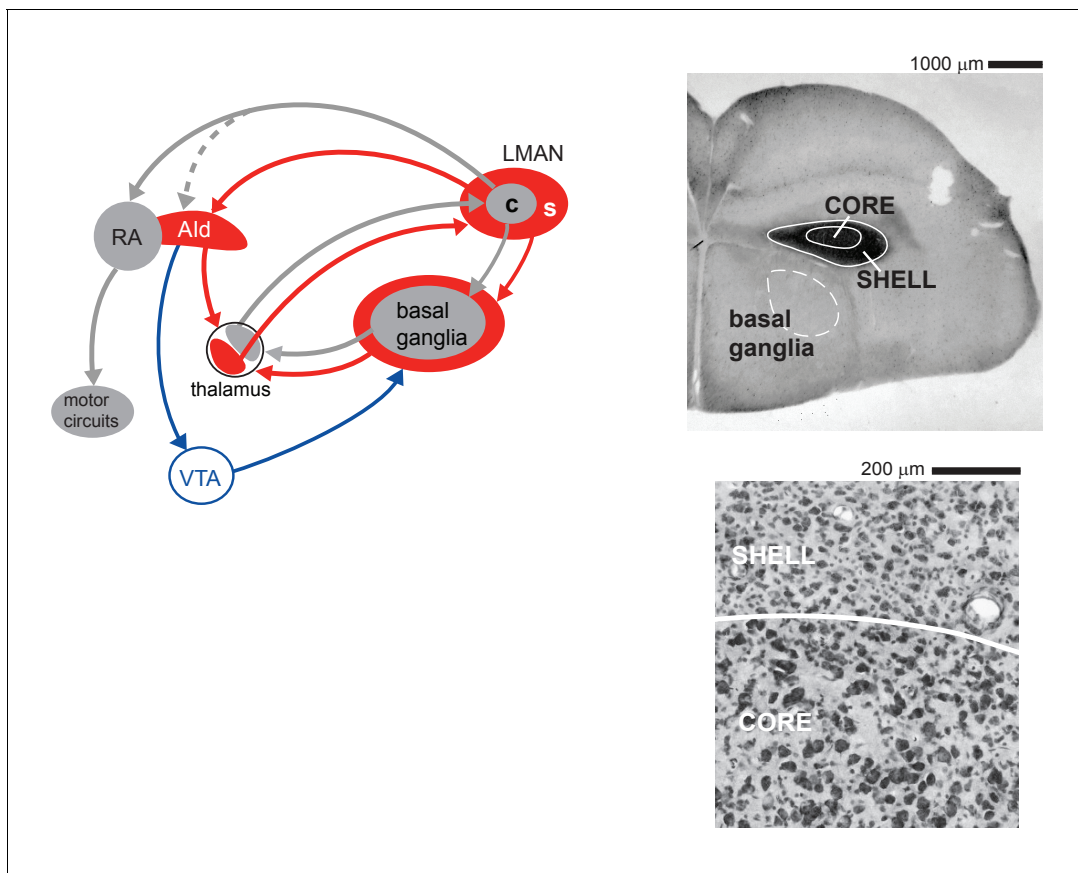 LMAN
c
s
RA
AId
basal
ganglia
thalamus
motor
circuits
VTA
1000 μm
CORE
SHELL
basal
ganglia
200 μm
SHELL
CORE